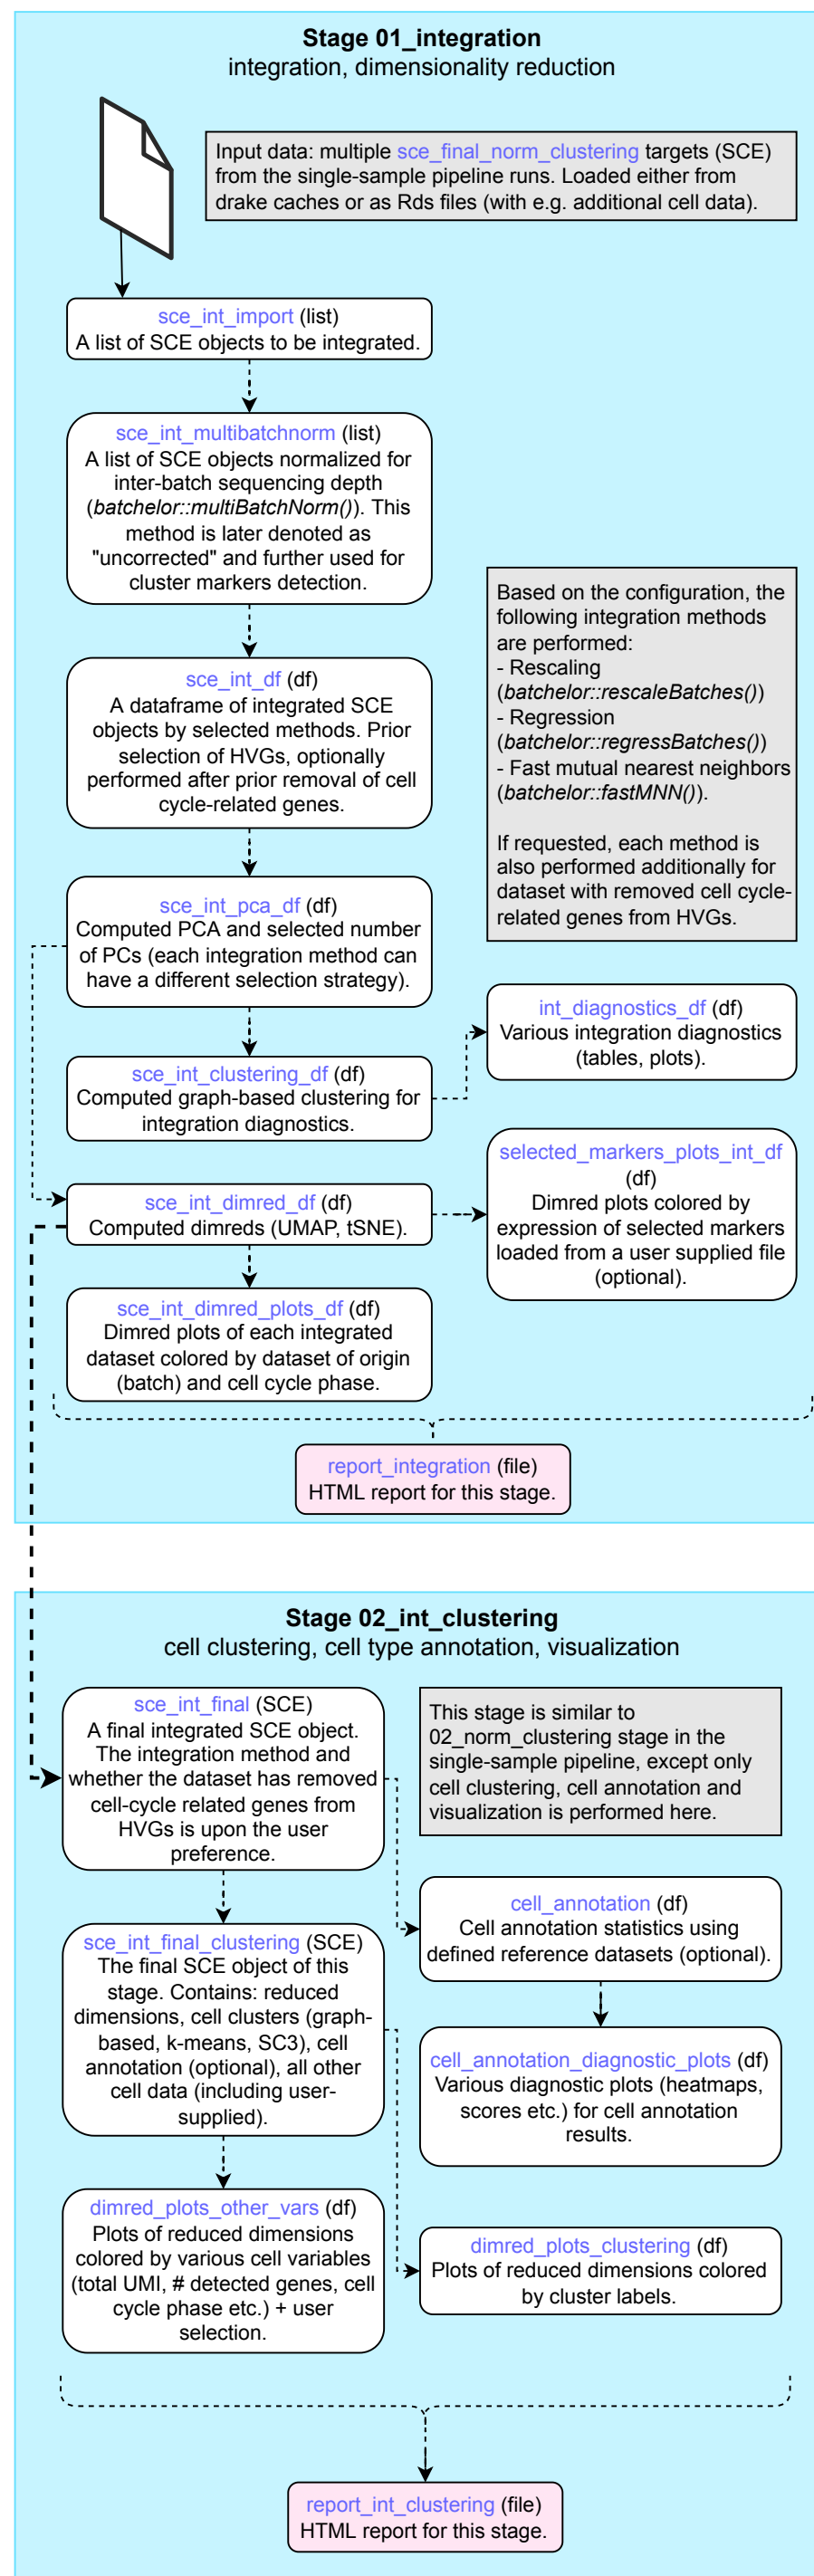 Stage 01_integration
integration, dimensionality reduction
Input data: multiple sce_final_norm_clustering targets (SCE)
from the single-sample pipeline runs. Loaded either from
drake caches or as Rds files (with e.g. additional cell data).
sce_int_import (list)
A list of SCE objects to be integrated.
sce_int_multibatchnorm (list)
A list of SCE objects normalized for
inter-batch sequencing depth
(batchelor::multiBatchNorm()). This
method is later denoted as
"uncorrected" and further used for
cluster markers detection.
Based on the configuration, the
following integration methods
are performed:
- Rescaling
(batchelor::rescaleBatches())
- Regression
(batchelor::regressBatches())
- Fast mutual nearest neighbors
(batchelor::fastMNN()).
If requested, each method is
also performed additionally for
dataset with removed cell cycle-
related genes from HVGs.
sce_int_df (df)
A dataframe of integrated SCE
objects by selected methods. Prior
selection of HVGs, optionally
performed after prior removal of cell
cycle-related genes.
sce_int_pca_df (df)
Computed PCA and selected number
of PCs (each integration method can
have a different selection strategy).
int_diagnostics_df (df)
Various integration diagnostics
(tables, plots).
sce_int_clustering_df (df)
Computed graph-based clustering for
integration diagnostics.
selected_markers_plots_int_df
(df)
Dimred plots colored by
expression of selected markers
loaded from a user supplied file
(optional).
sce_int_dimred_df (df)
Computed dimreds (UMAP, tSNE).
sce_int_dimred_plots_df (df)
Dimred plots of each integrated
dataset colored by dataset of origin
(batch) and cell cycle phase.
report_integration (file)
HTML report for this stage.
Stage 02_int_clustering
cell clustering, cell type annotation, visualization
sce_int_final (SCE)
A final integrated SCE object.
The integration method and
whether the dataset has removed
cell-cycle related genes from
HVGs is upon the user
preference.
This stage is similar to
02_norm_clustering stage in the
single-sample pipeline, except only
cell clustering, cell annotation and
visualization is performed here.
cell_annotation (df)
Cell annotation statistics using
defined reference datasets (optional).
sce_int_final_clustering (SCE)
The final SCE object of this
stage. Contains: reduced
dimensions, cell clusters (graph-
based, k-means, SC3), cell
annotation (optional), all other
cell data (including user-
supplied).
cell_annotation_diagnostic_plots (df)
Various diagnostic plots (heatmaps,
scores etc.) for cell annotation
results.
dimred_plots_other_vars (df)
Plots of reduced dimensions
colored by various cell variables
(total UMI, # detected genes, cell
cycle phase etc.) + user
selection.
dimred_plots_clustering (df)
Plots of reduced dimensions colored
by cluster labels.
report_int_clustering (file)
HTML report for this stage.